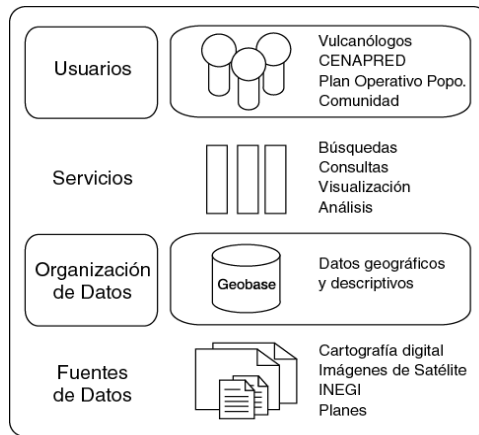 Usuarios
Vulcanólogos
CENAPRED
Plan Operativo Popo.
Comunidad
Servicios
Búsquedas
Consultas
Visualización
Análisis
Organización
de Datos
Geobase
Datos geográficos
y descriptivos
Fuentes
de Datos
Cartografía digital
Imágenes de Satélite
INEGI
Planes